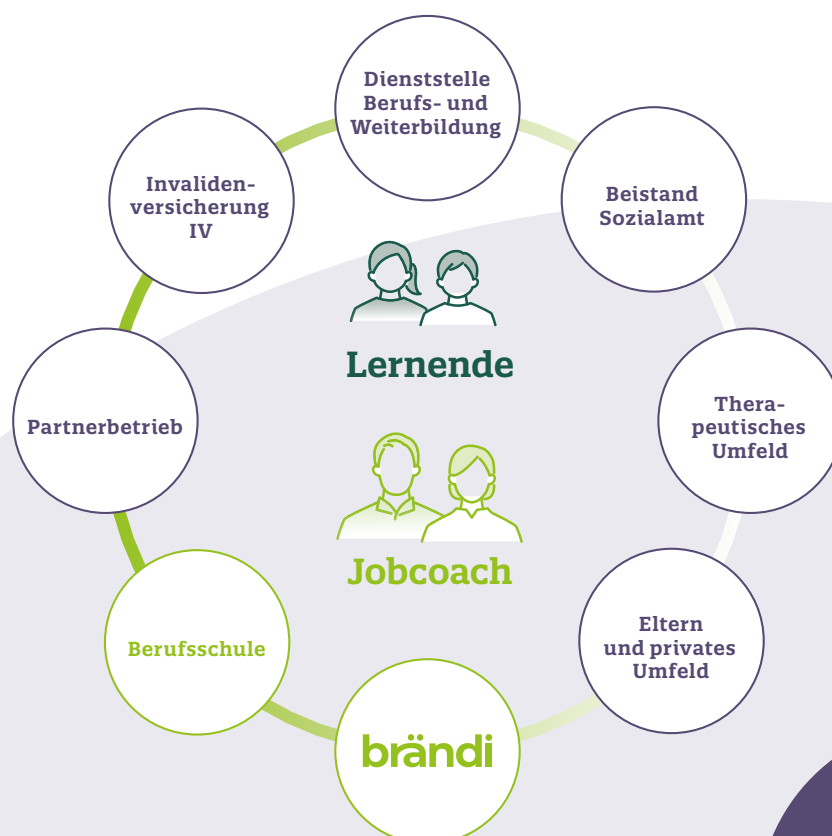 Dienststelle
Berufs- und
Weiterbildung
Invaliden-
versicherung
IV
Beistand
Sozialamt
Lernende
Partnerbetrieb
Thera-
peutisches
Umfeld
Jobcoach
Berufsschule
Eltern
und privates
Umfeld
brändi